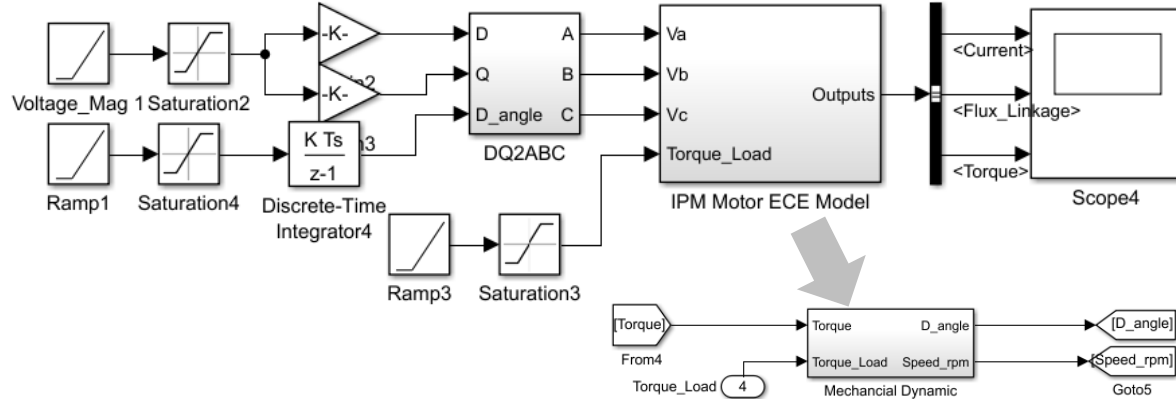 -K-
D
A
Va
Q
B
Vb
D_angle
C
Vc
Torque_Load
Outputs
<Current>
<Flux_Linkage>
<Torque>
Voltage_Mag 1
Saturation2
-K-
DQ2ABC
K Ts
z-1
Ramp1
Saturation4
Discrete-Time
Integrator4
IPM Motor ECE Model
Scope4
Ramp3
Saturation3
[Torque]
From4
Torque
D_angle
[D_angle]
Torque_Load
Speed_rpm
[Speed_rpm]
Torque_Load
4
Mechancial Dynamic
Goto5